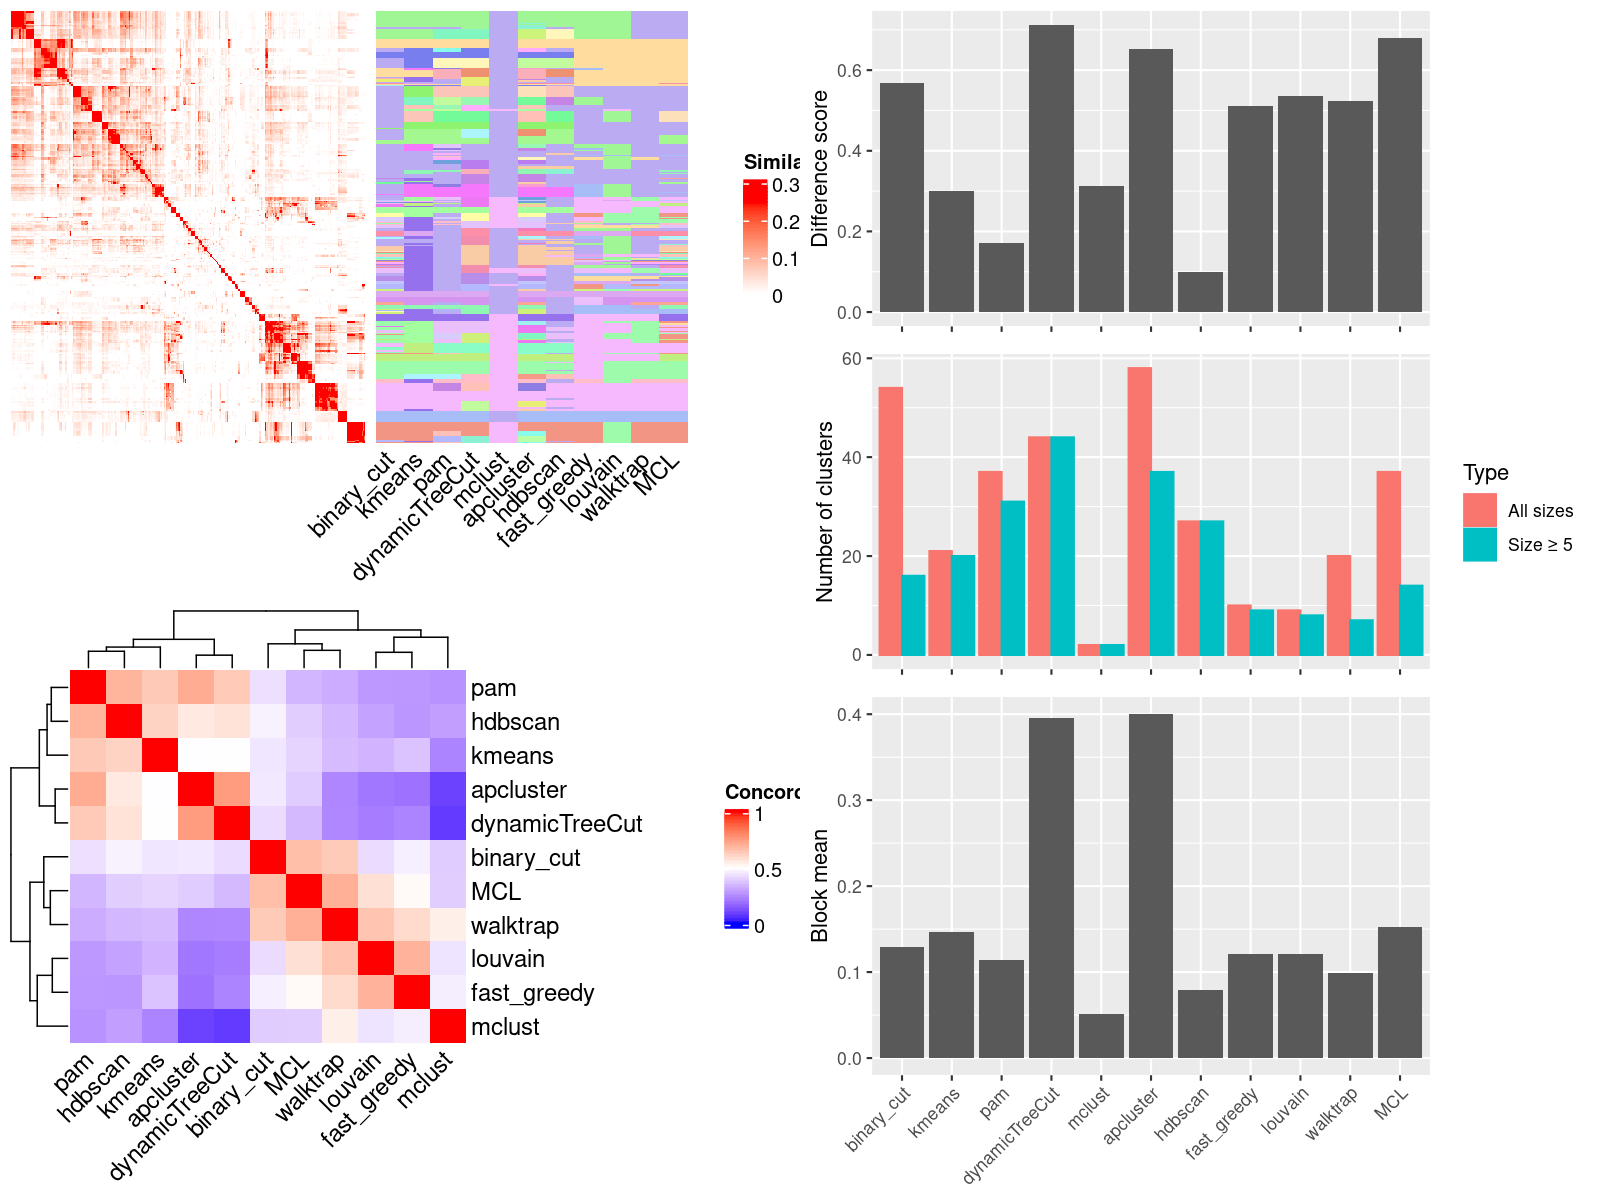 Simila
0.3
0.2
0.1
0
binary_cut
kmeans
pam
dynamicTreeCut
mclust
apcluster
hdbscan
fast_greedy
louvain
walktrap
MCL
pam
hdbscan
kmeans
apcluster
dynamicTreeCut
binary_cut
MCL
walktrap
louvain
fast_greedy
mclust
pam
hdbscan
kmeans
apcluster
dynamicTreeCut
binary_cut
MCL
walktrap
louvain
fast_greedy
mclust
Concord
1
0.5
0
Difference score
0.6
0.4
0.2
0.0
Number of clusters
60
40
20
0
Type
All sizes
Size ≥ 5
Block mean
0.4
0.3
0.2
0.1
0.0
binary_cut
kmeans
pam
dynamicTreeCut
mclust
apcluster
hdbscan
fast_greedy
louvain
walktrap
MCL